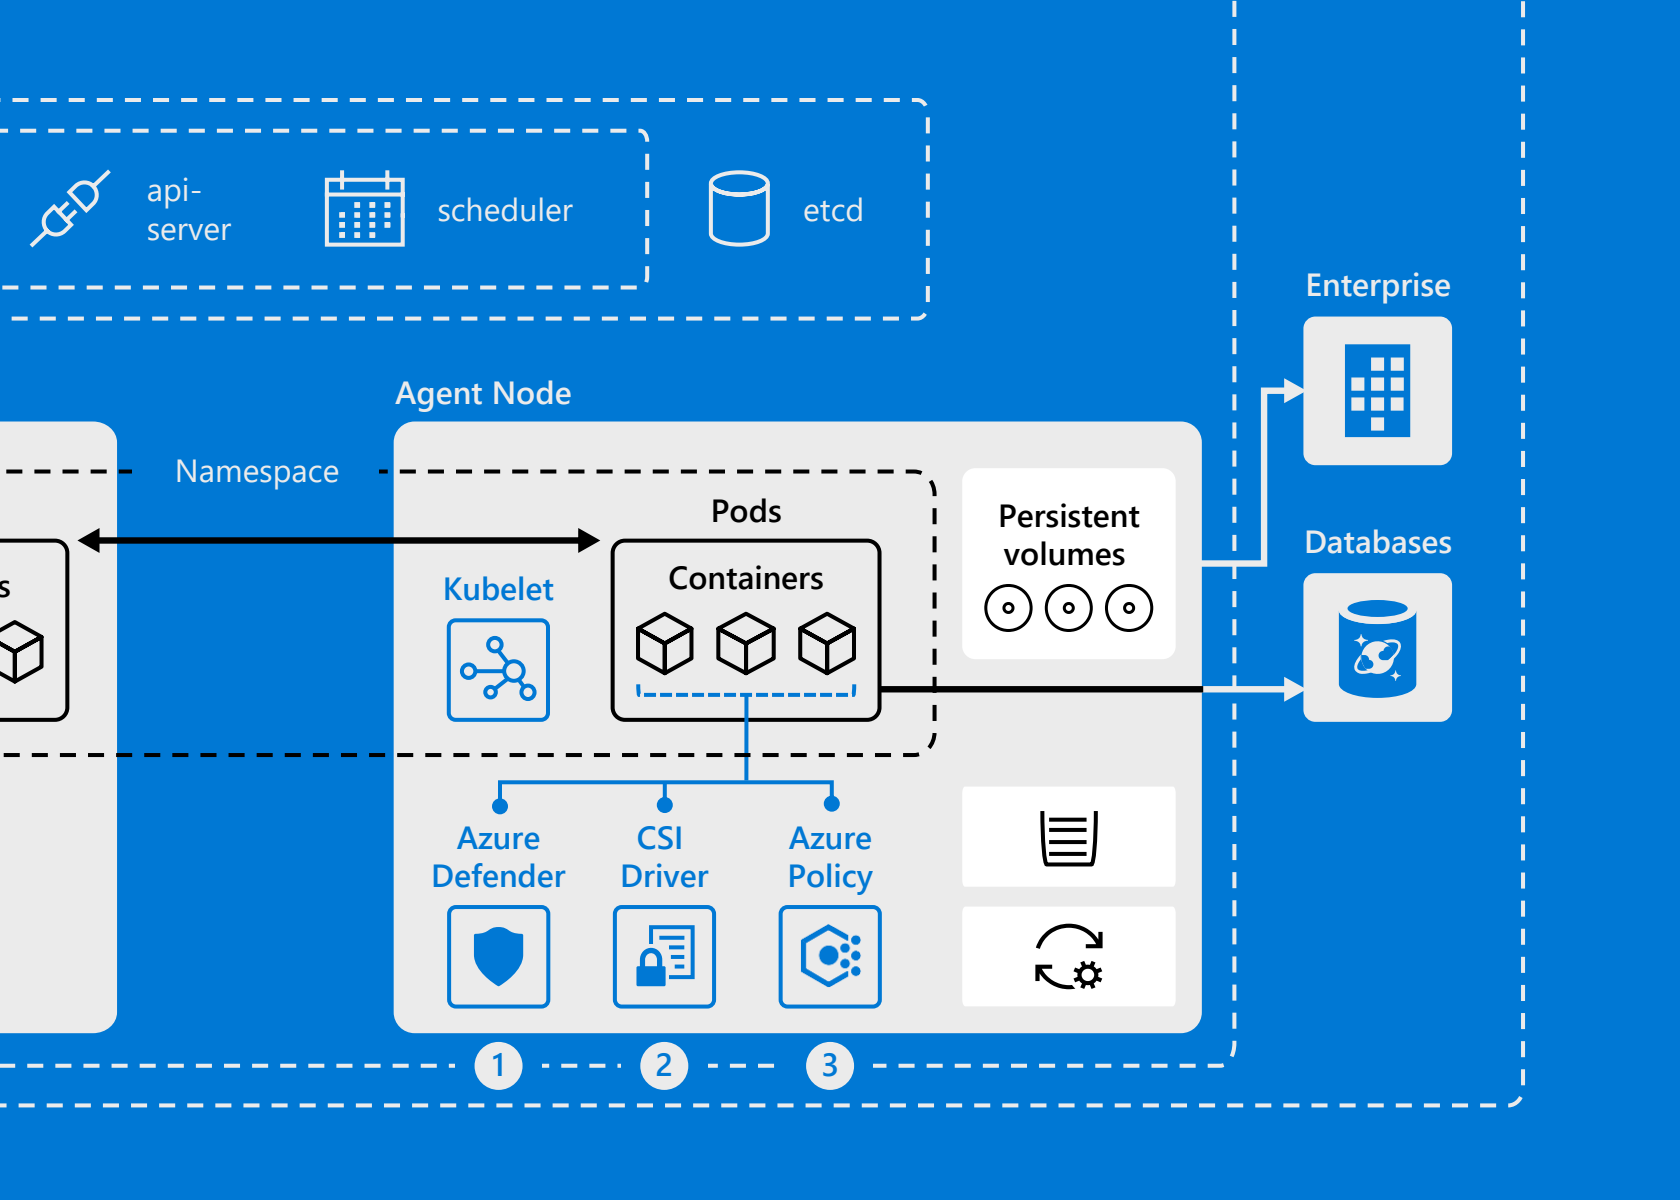 api-
server
scheduler
etcd
Enterprise
Agent Node
Namespace
Pods
Persistent
volumes
Databases
Containers
Kubelet
s
Azure
Defender
CSI
Driver
Azure
Policy
1
2
3